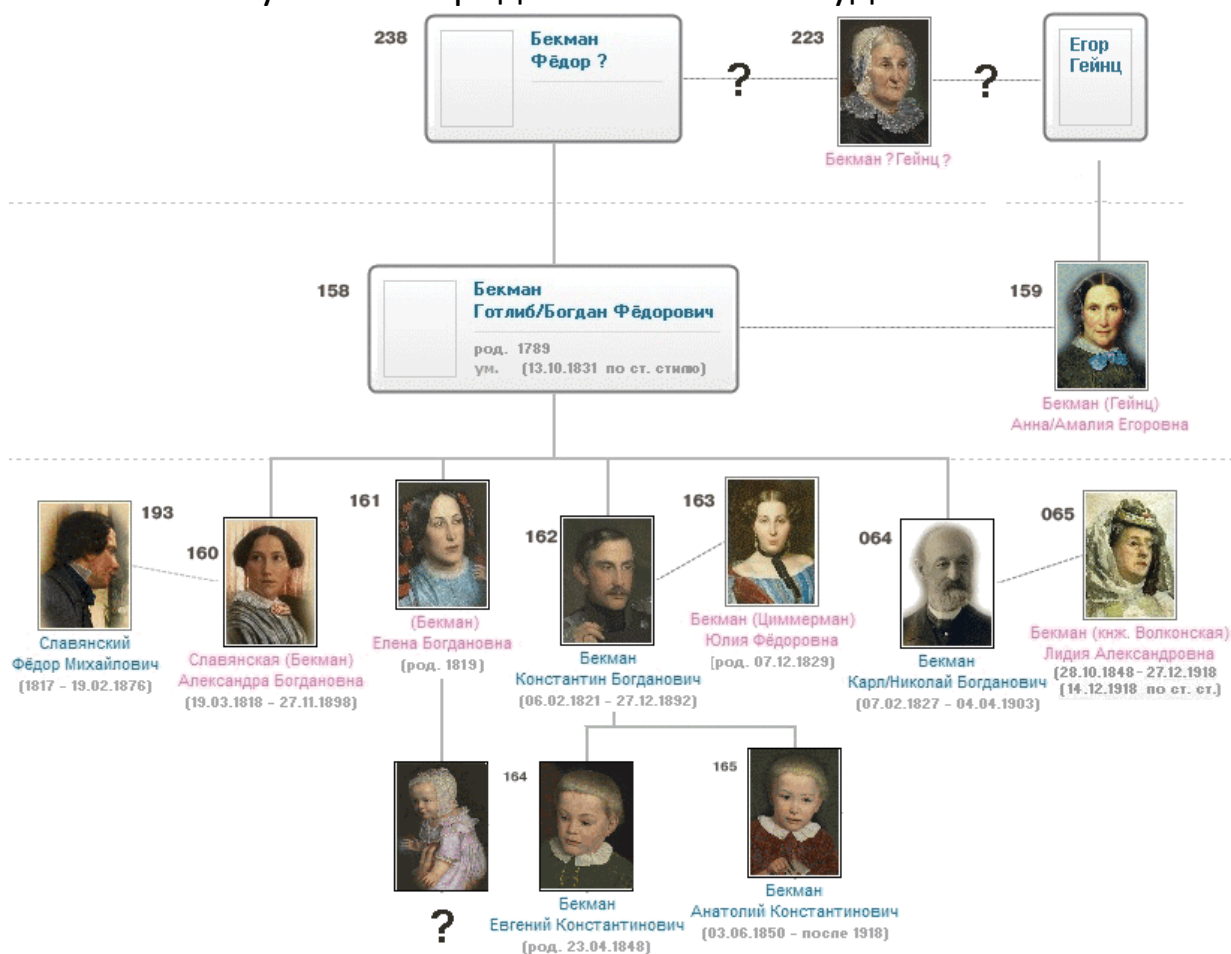 238
Бекман
Фёдор ?
?
223
Бекман ? Гейнц ?
?
Егор
Гейнц
158
Бекман
Готлиб/Богдан Фёдорович
род. 1789
ум. (13.10.1831 по ст. стилю)
159
Бекман (Гейнц)
Анна/Амалия Егоровна
193
Славянский
Фёдор Михайлович
(1817 - 19.02.1876)
160
Славянская (Бекман)
Александра Богдановна
(19.03.1818 - 27.11.1898)
161
(Бекман)
Елена Богдановна
(род. 1819)
162
Бекман
Константин Богданович
(06.02.1821 - 27.12.1892)
163
Бекман (Циммерман)
Юлия Фёдоровна
[род. 07.12.1829)
064
Бекман
Карл/Николай Богданович
(07.02.1827 - 04.04.1903)
065
Бекман (кнж. Волконская)
Лидия Александровна
(28.10.1848 - 27.12.1918
(14.12.1918 по ст. ст.)
?
164
Бекман
Евгений Константинович
(род. 23.04.1848)
165
Бекман
Анатолий Константинович
(03.06.1850 - после 1918)